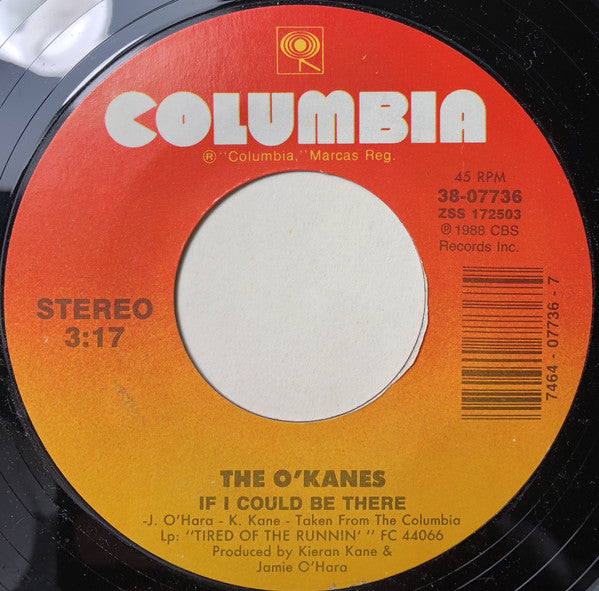 COLUMBIA
® "Columbia," Marcas Reg.
45 RPM
38-07736
ZSS 172503
℗ 1988 CBS
Records Inc.
STEREO
3:17
7464-07736-7
THE O'KANES
IF I COULD BE THERE
-J. O'Hara - K. Kane - Taken From The Columbia
Lp: "TIRED OF THE RUNNIN' " FC 44066
Produced by Kieran Kane &
Jamie O'Hara